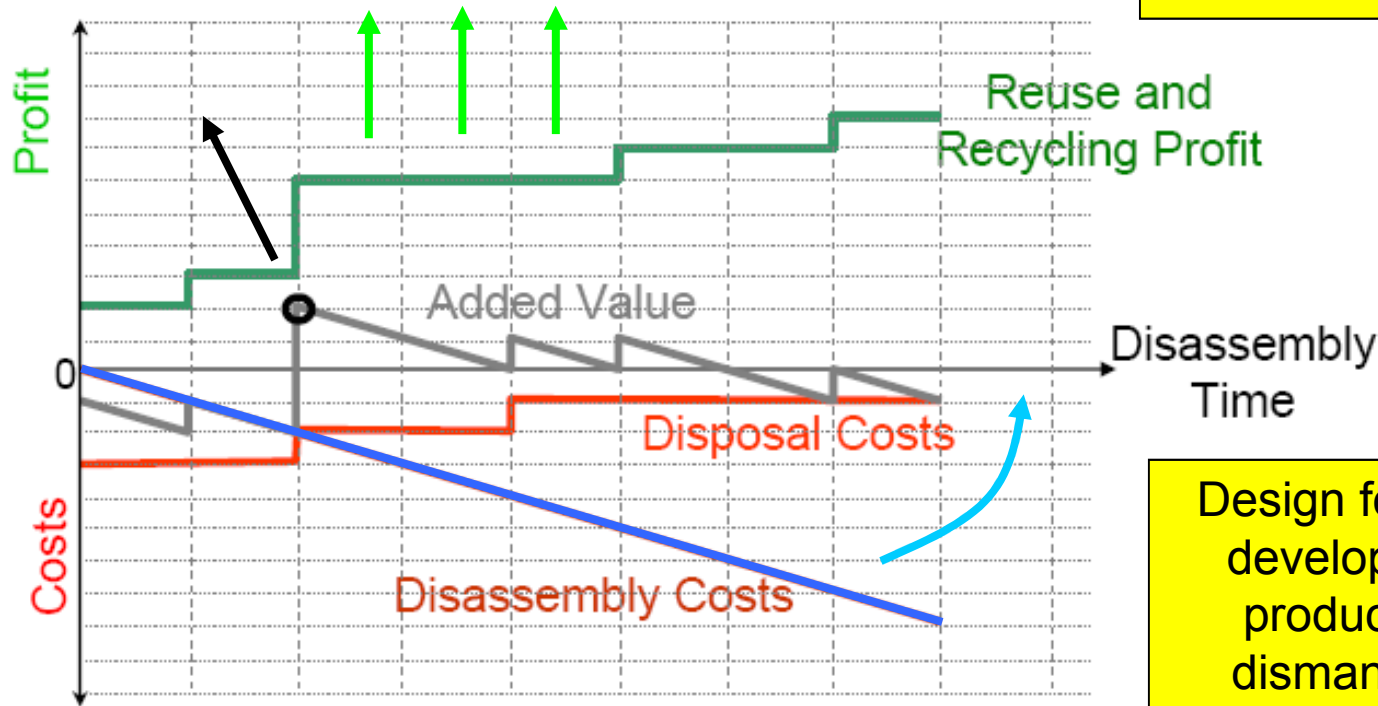 Profit
Reuse and
Recycling Profit
Added Value
0
Disassembly
Time
Disposal Costs
Costs
Disassembly Costs
Design
develop
produc
disman